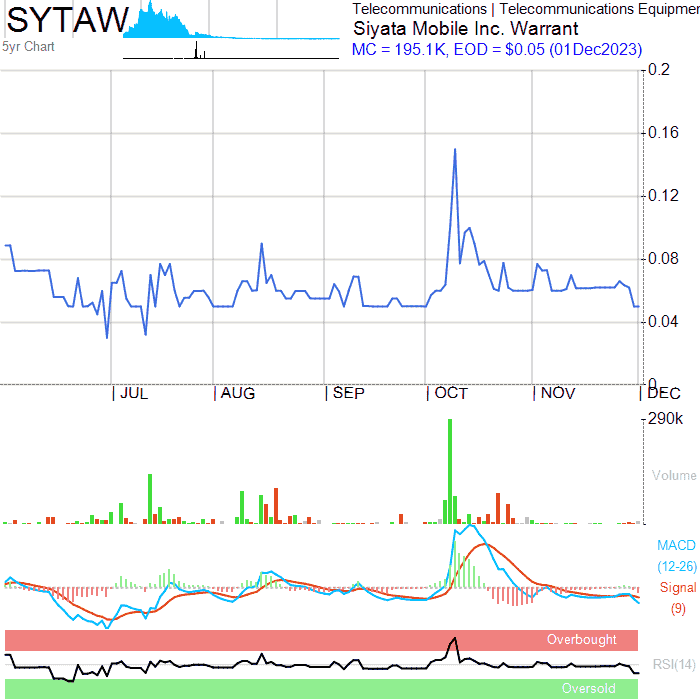 SYTAW
5yr Chart
Telecommunications | Telecommunications Equipmen
Siyata Mobile Inc. Warrant
MC = 195.1K, EOD = $0.05 (01Dec2023)
0.2
0.16
0.12
0.08
0.04
0
JUL AUG SEP OCT NOV DEC
290k
Volume
MACD
(12-26)
Signal
(9)
Overbought
RSI(14)
Oversold